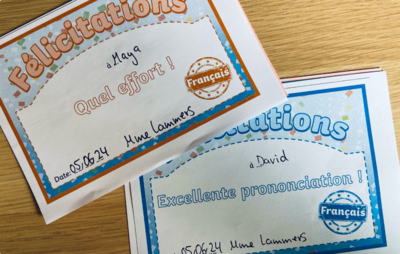 Félicitations
à Maya
Quel effort !
Français
Date: 05.06.24 Mme Lammers
citations
à David
Excellente prononciation !
Français
05.06.24 Mme Lammers